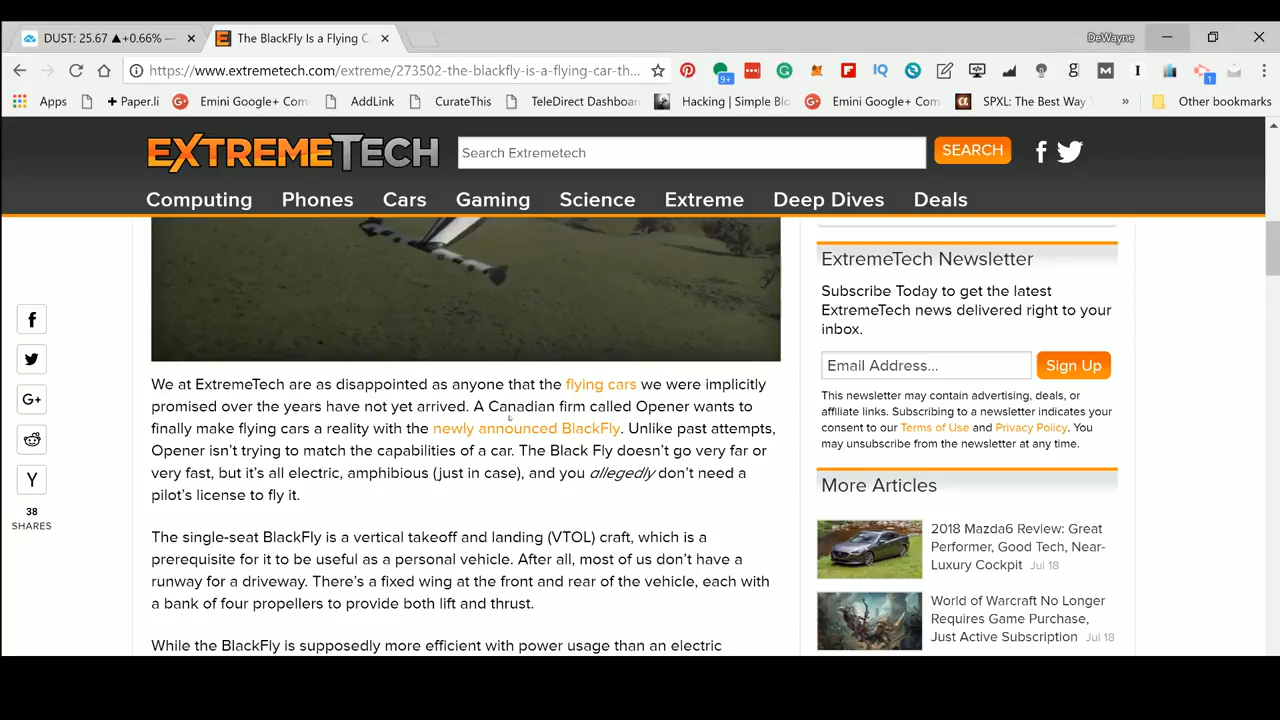 DUST: 25.67 ▲+0.66% —
The BlackFly Is a Flying C
DeWayne
https://www.extremetech.com/extreme/273502-the-blackfly-is-a-flying-car-th...
9+
IQ
1
Apps
+ Paper.li
Emini Google+ Com
AddLink
CurateThis
TeleDirect Dashboar
Hacking | Simple Blo
Emini Google+ Com
SPXL: The Best Way
»
Other bookmarks
EXTREMETECH
Search Extremetech
SEARCH
Computing
Phones
Cars
Gaming
Science
Extreme
Deep Dives
Deals
G+
Y
38
SHARES
We at ExtremeTech are as disappointed as anyone that the flying cars we were implicitly
promised over the years have not yet arrived. A Canadian firm called Opener wants to
finally make flying cars a reality with the newly announced BlackFly. Unlike past attempts,
Opener isn't trying to match the capabilities of a car. The Black Fly doesn't go very far or
very fast, but it's all electric, amphibious (just in case), and you allegedly don't need a
pilot's license to fly it.
The single-seat BlackFly is a vertical takeoff and landing (VTOL) craft, which is a
prerequisite for it to be useful as a personal vehicle. After all, most of us don't have a
runway for a driveway. There's a fixed wing at the front and rear of the vehicle, each with
a bank of four propellers to provide both lift and thrust.
While the BlackFly is supposedly more efficient with power usage than an electric
ExtremeTech Newsletter
Subscribe Today to get the latest
ExtremeTech news delivered right to your
inbox.
Email Address...
Sign Up
This newsletter may contain advertising, deals, or
affiliate links. Subscribing to a newsletter indicates your
consent to our Terms of Use and Privacy Policy. You
may unsubscribe from the newsletter at any time.
More Articles
2018 Mazda6 Review: Great
Performer, Good Tech, Near-
Luxury Cockpit Jul 18
World of Warcraft No Longer
Requires Game Purchase,
Just Active Subscription Jul 18